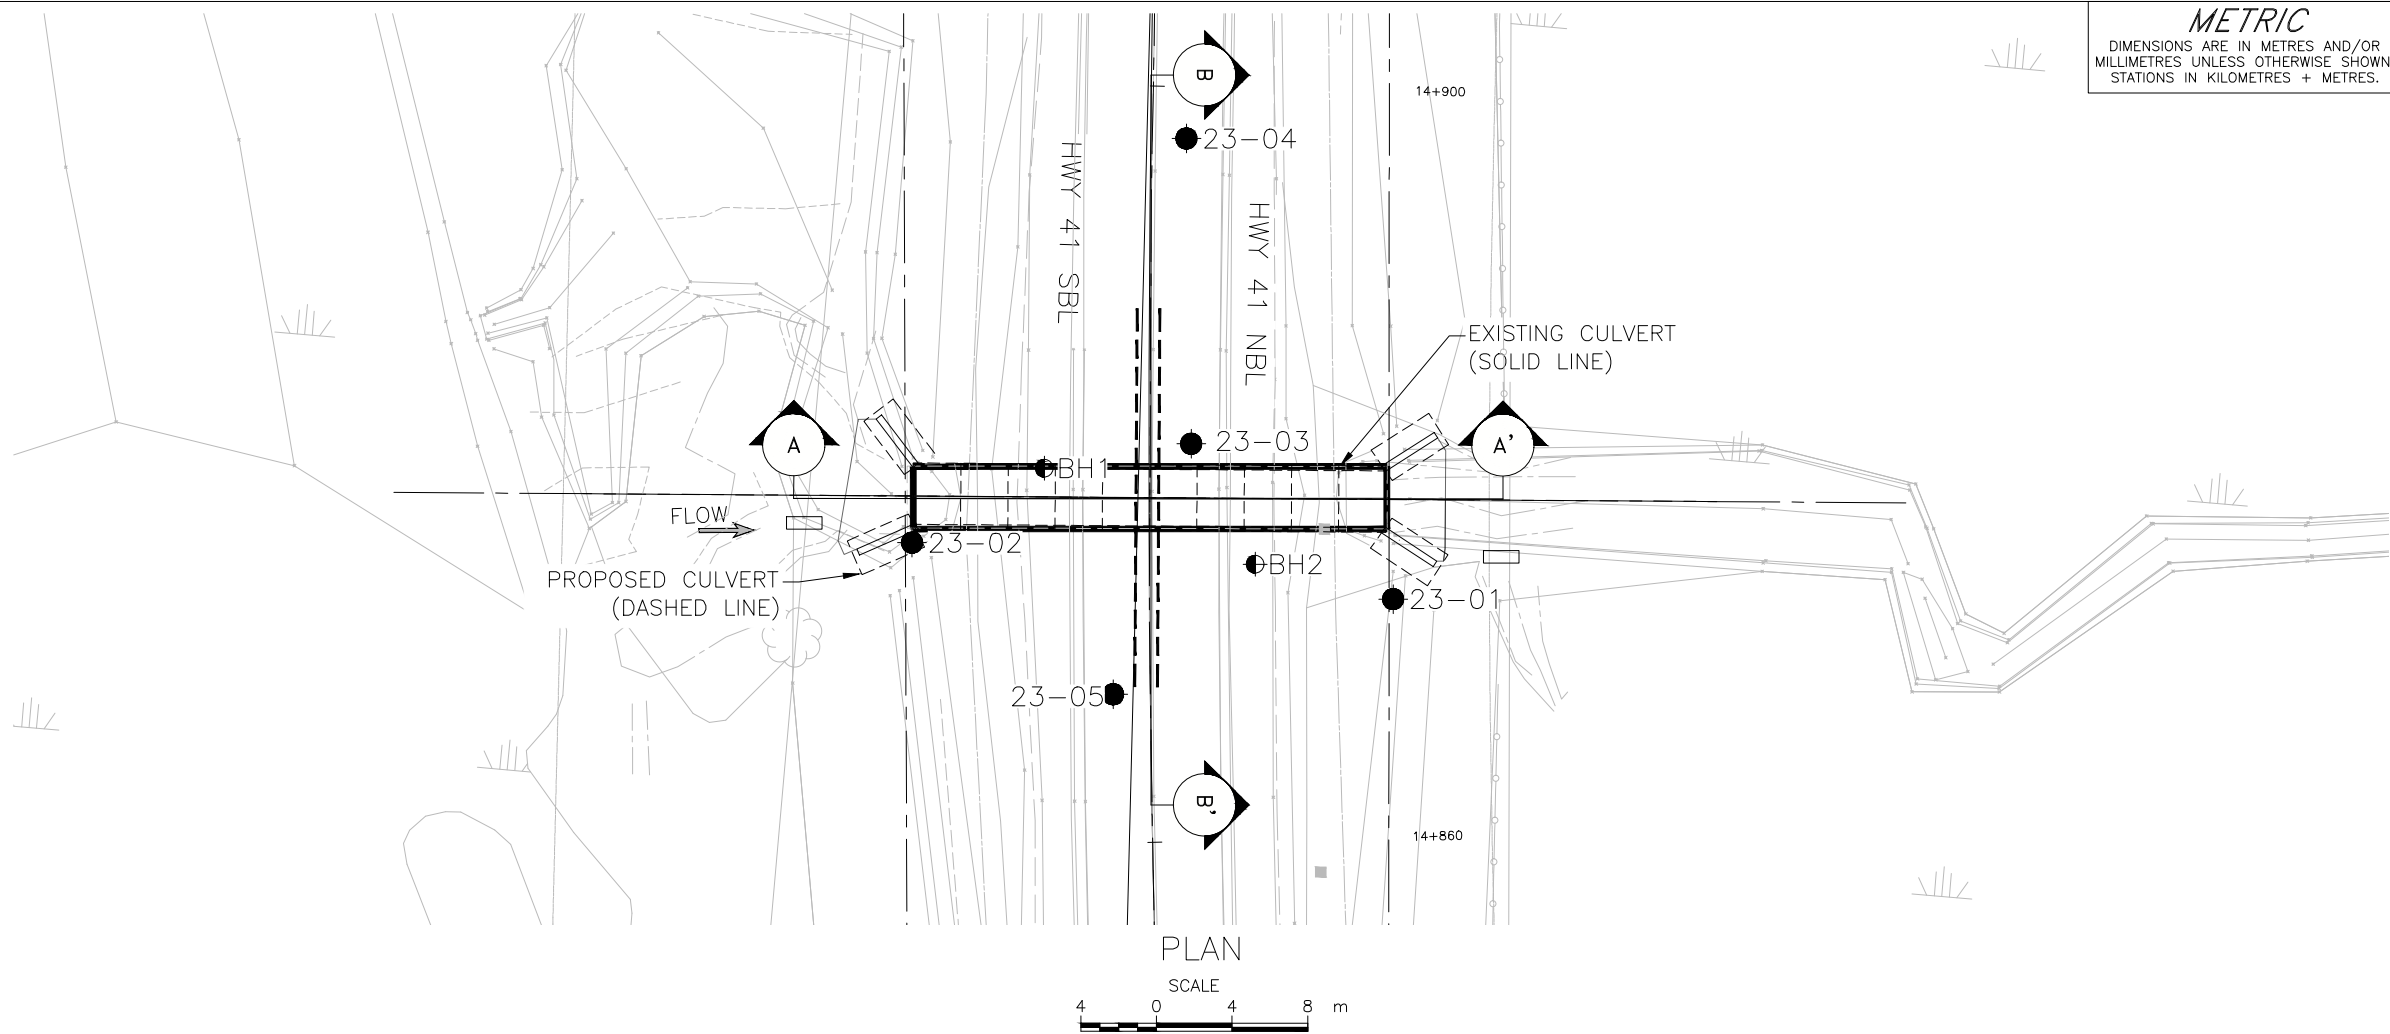 METRIC
DIMENSIONS ARE IN METRES AND/OR
MILLIMETRES UNLESS OTHERWISE SHOWN
STATIONS IN KILOMETRES + METRES.
B
14+900
23-04
HWY 41 SBL
HWY 41 NBL
EXISTING CULVERT
(SOLID LINE)
A
23-03
A'
BH1
FLOW
23-02
BH2
PROPOSED CULVERT
(DASHED LINE)
23-01
23-05
B'
14+860
PLAN
SCALE
4 0 4 8 m